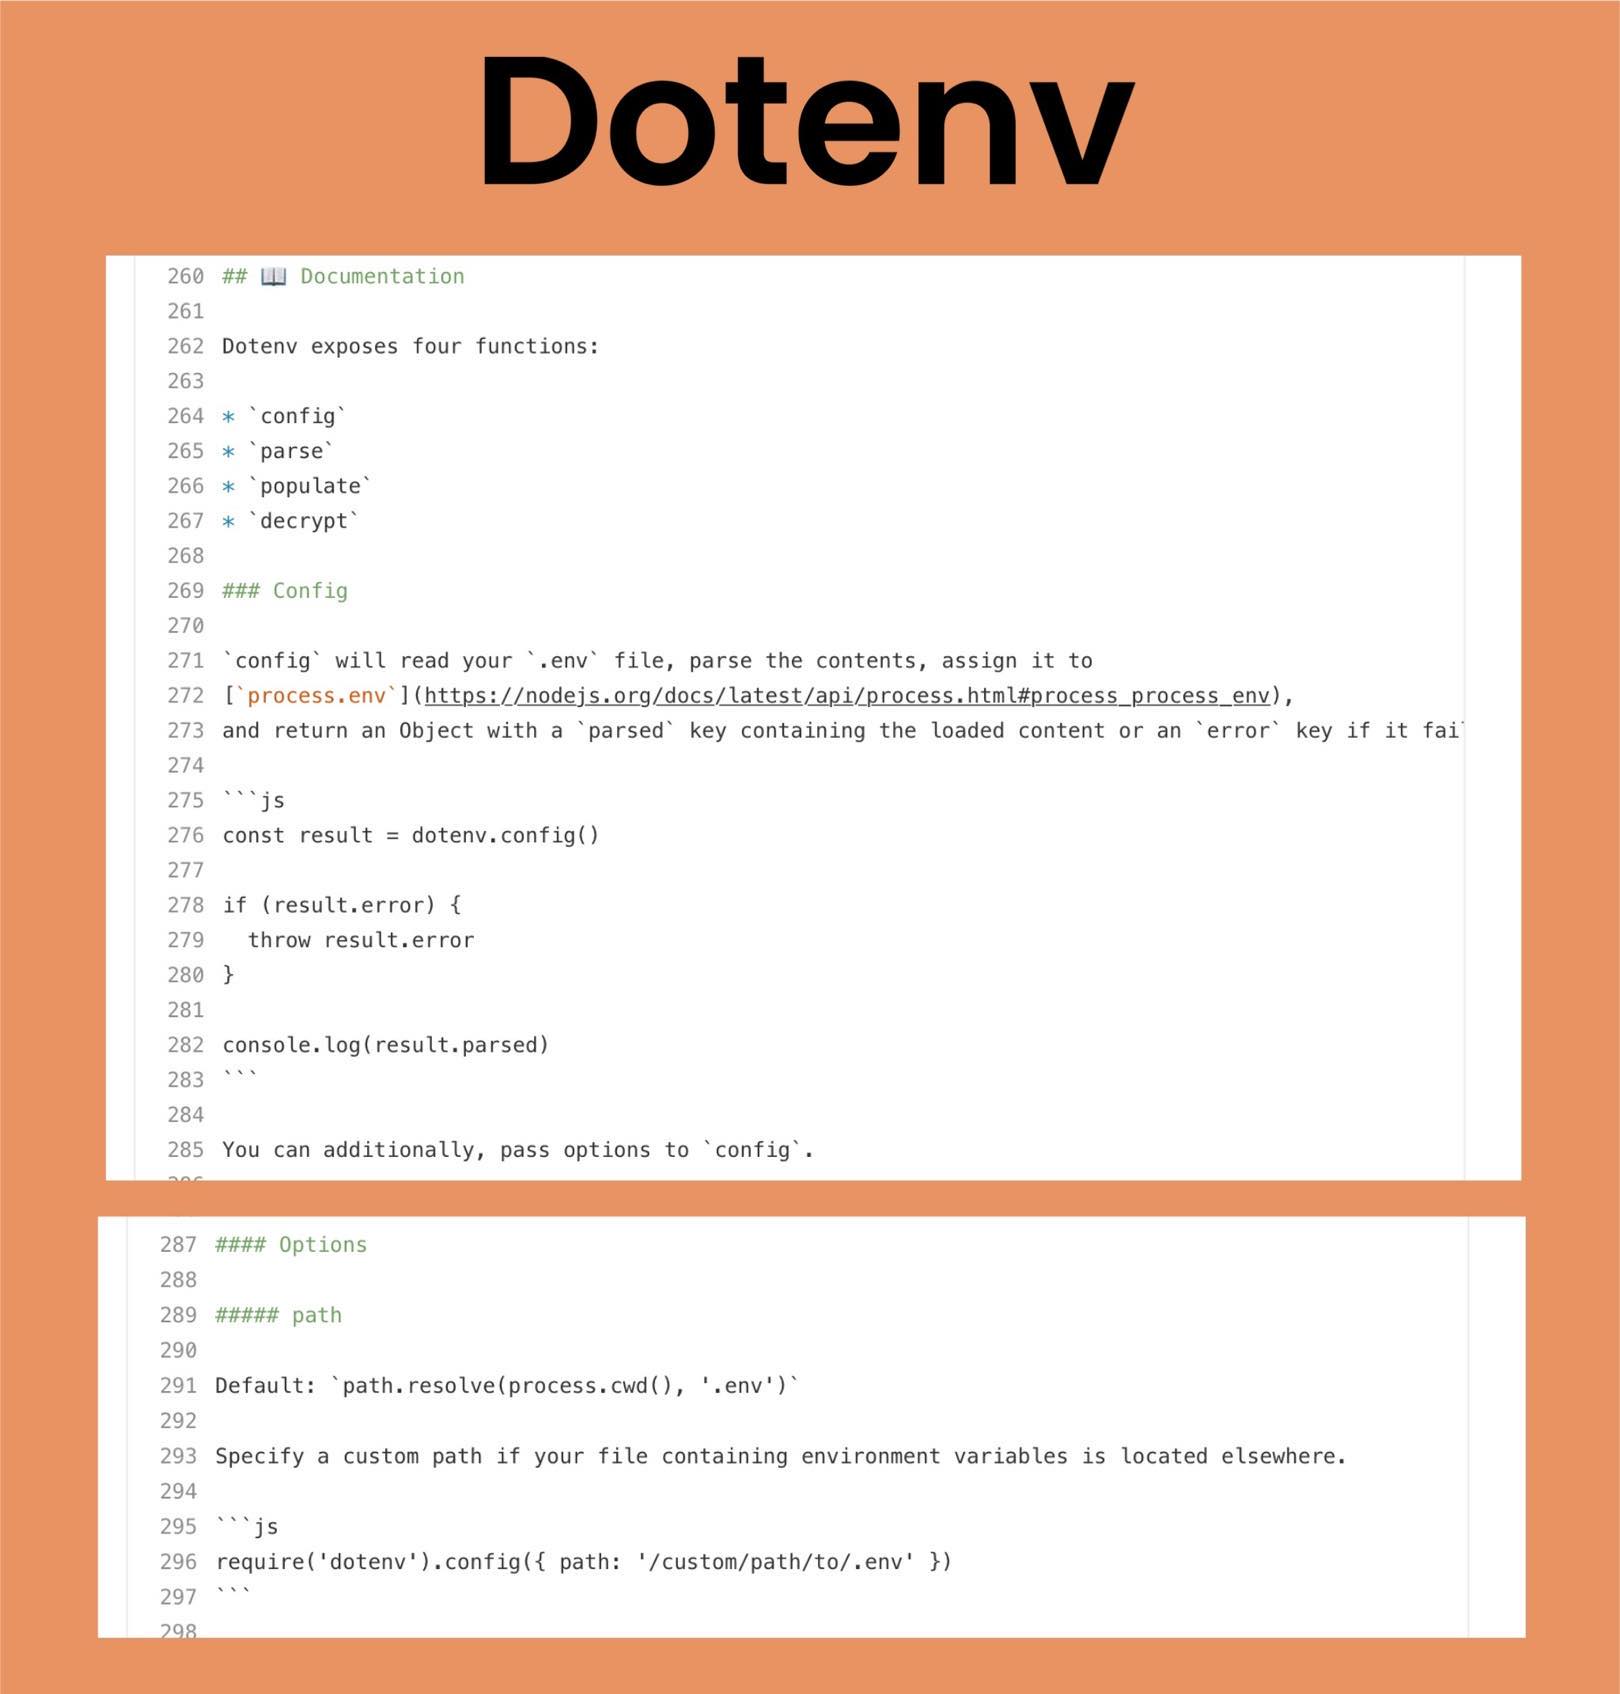 Dotenv
260 ## 📖 Documentation
261
262 Dotenv exposes four functions:
263
264 * `config`
265 * `parse`
266 * `populate`
267 * `decrypt`
268
269 ### Config
270
271 `config` will read your `.env` file, parse the contents, assign it to
272 [`process.env`](https://nodejs.org/docs/latest/api/process.html#process_process_env),
273 and return an Object with a `parsed` key containing the loaded content or an `error` key if it
274
275 ```js
276 const result = dotenv.config()
277
278 if (result.error) {
279   throw result.error
280 }
281
282 console.log(result.parsed)
283 ```
284
285 You can additionally, pass options to `config`.
287 #### Options
288
289 ##### path
290
291 Default: `path.resolve(process.cwd(), '.env')`
292
293 Specify a custom path if your file containing environment variables is located elsewhere.
294
295 ```js
296 require('dotenv').config({ path: '/custom/path/to/.env' })
297 ```
298